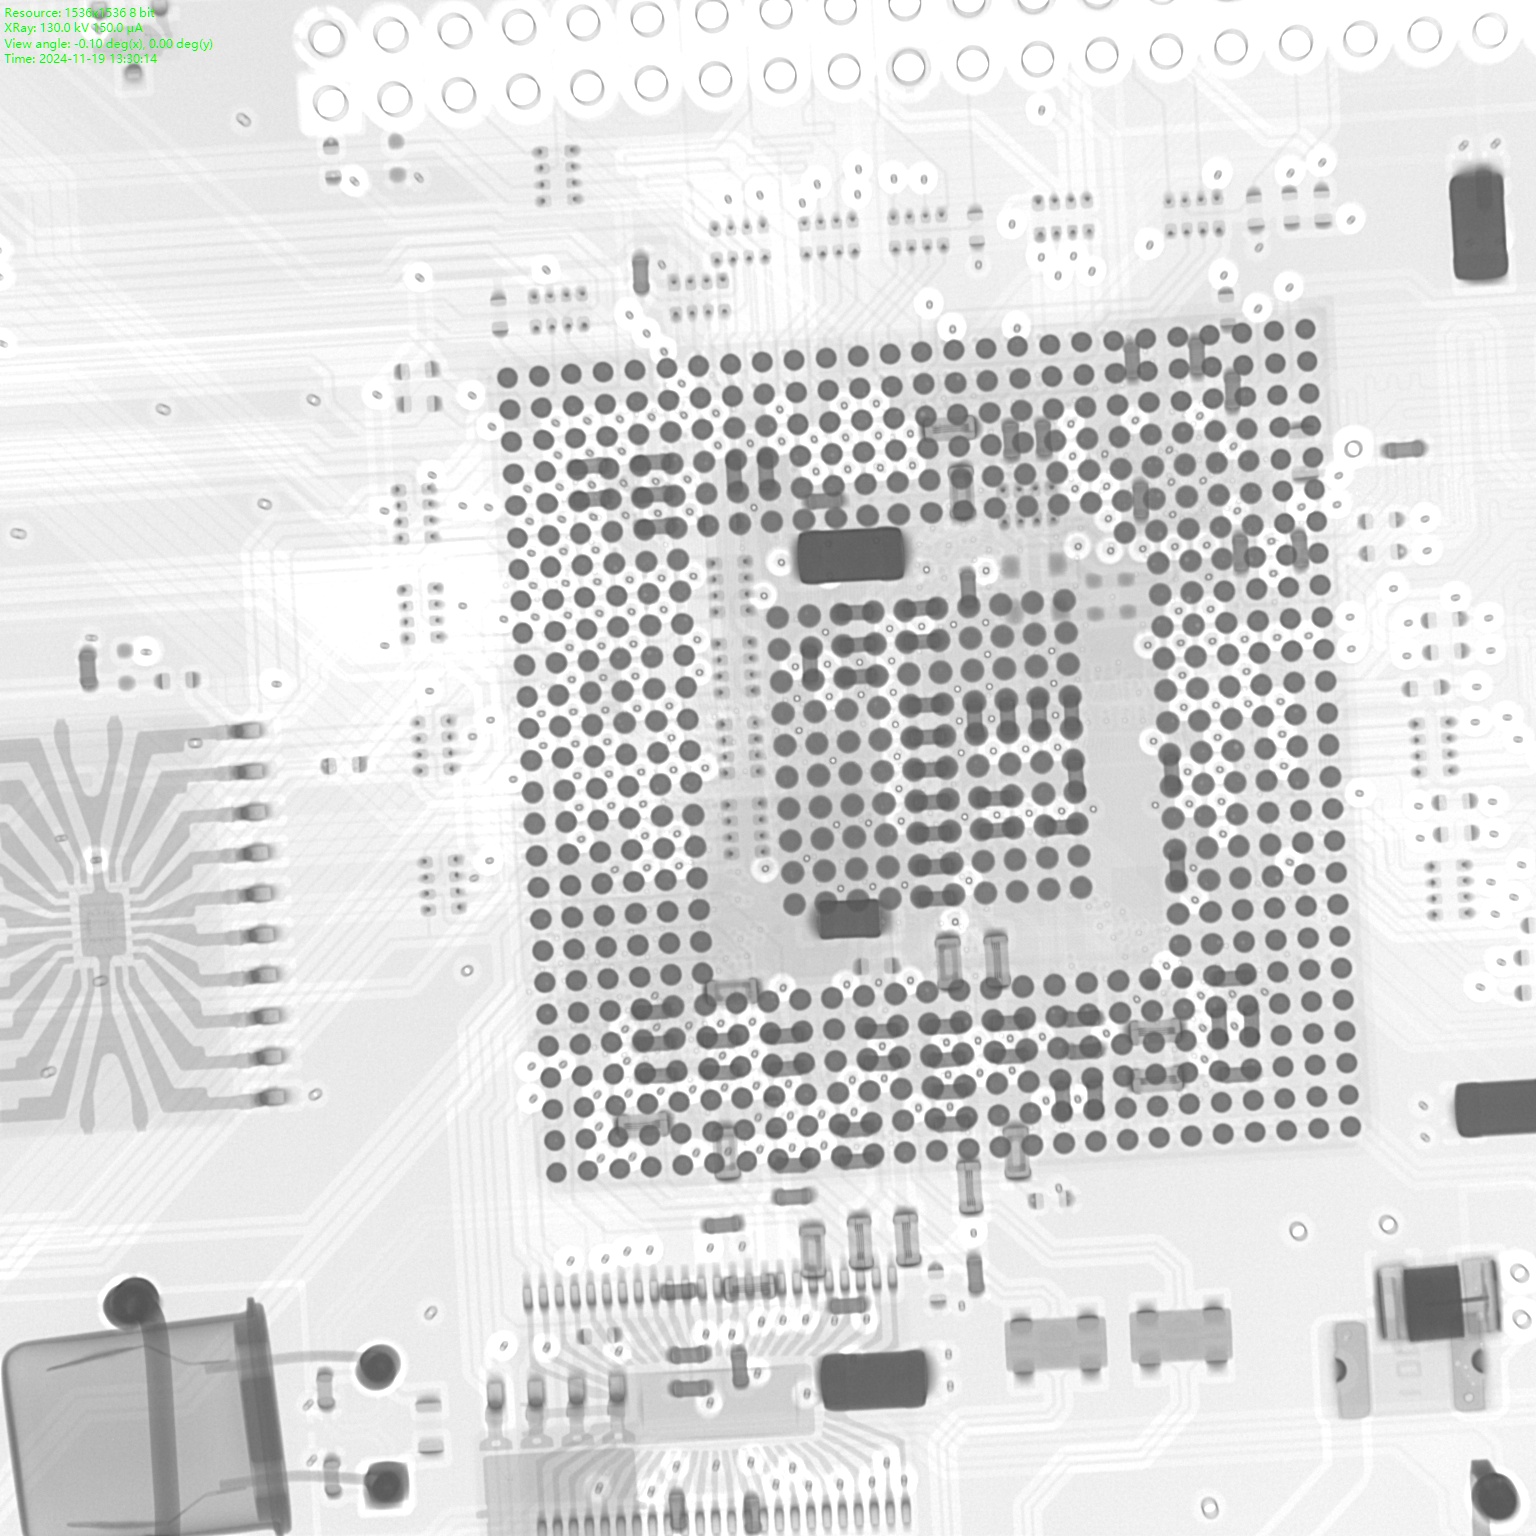 Resource: 1536x1536 8 bit
XRay: 130.0 kV 150.0 µA
View angle: -0.10 deg(x), 0.00 deg(y)
Time: 2024-11-19 13:30:14